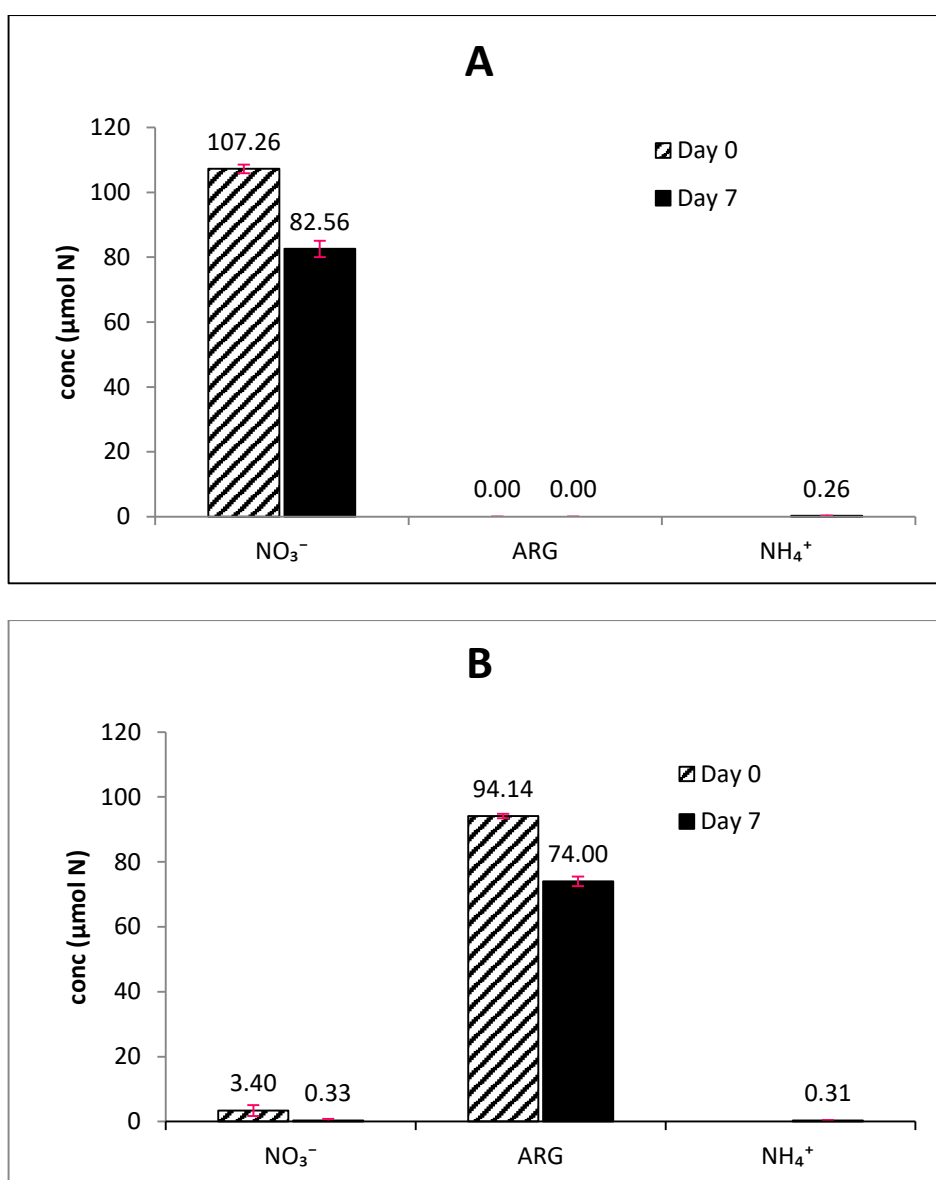 A
120
107.26
Day 0
100
Day 7
82.56
80
conc (µmol N)
60
40
20
0.00 0.00 0.26
0
NO₃⁻ ARG NH₄⁺
B
120
Day 0
94.14
100
Day 7
74.00
80
conc (µmol N)
60
40
20
3.40 0.33 0.31
0
NO₃⁻ ARG NH₄⁺